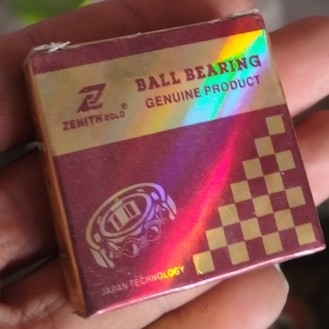 BALL BEARING
GENUINE PRODUCT
ZENITH GOLD ®
JAPAN TECHNOLOGY